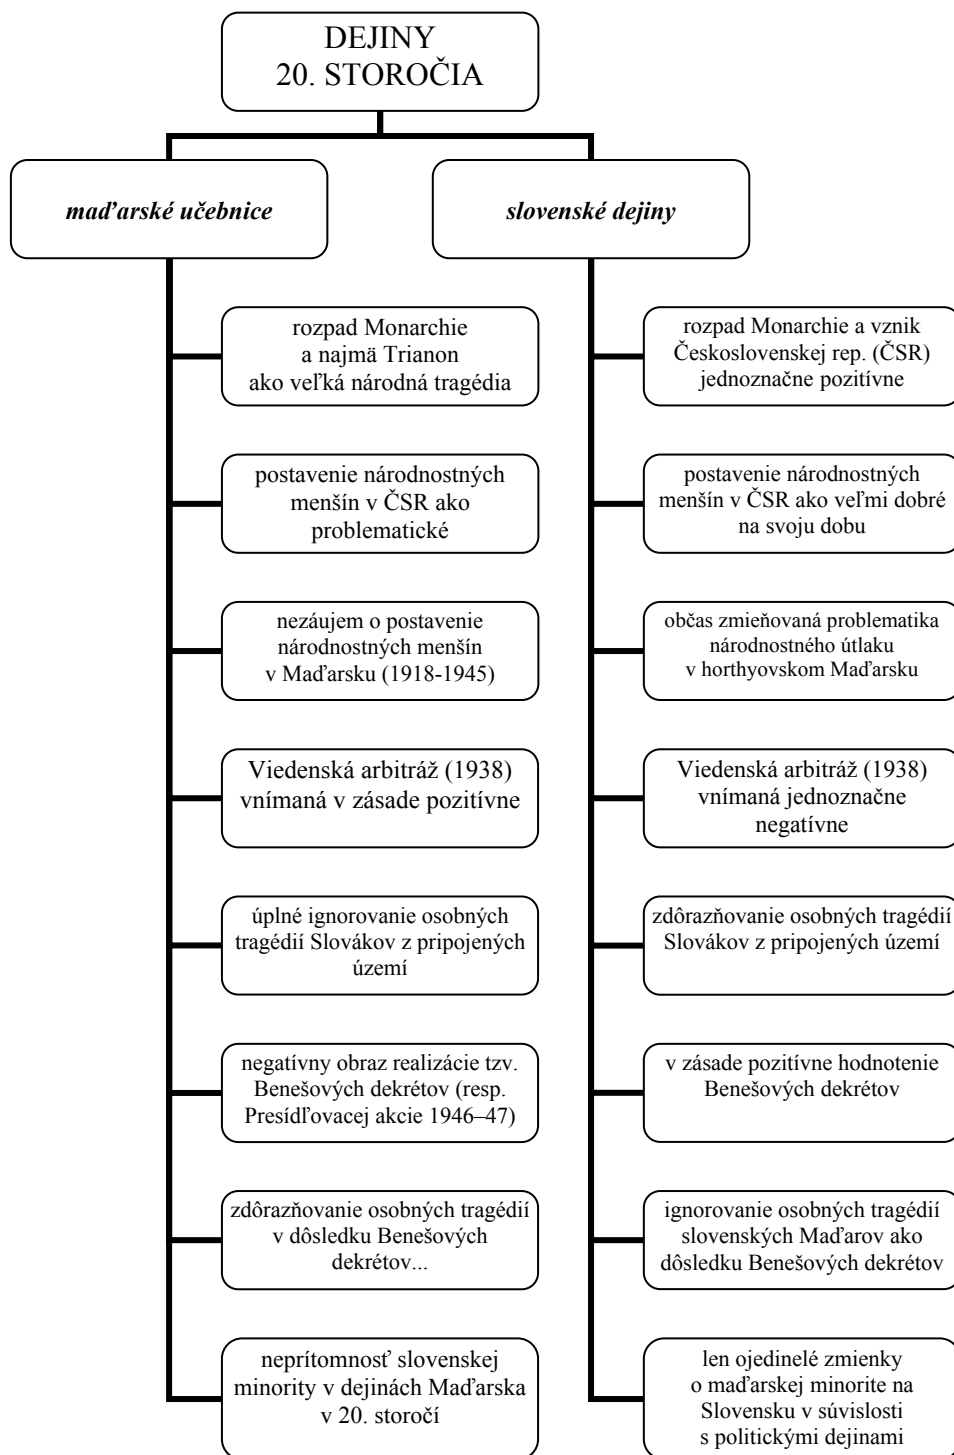 DEJINY
20. STOROČIA
maďarské učebnice
slovenské dejiny
rozpad Monarchie
a najmä Trianon
ako veľká národná tragédia
rozpad Monarchie a vznik
Československej rep. (ČSR)
jednoznačne pozitívne
postavenie národnostných
menšín v ČSR ako
problematické
postavenie národnostných
menšín v ČSR ako veľmi dobré
na svoju dobu
nezáujem o postavenie
národnostných menšín
v Maďarsku (1918-1945)
občas zmieňovaná problematika
národnostného útlaku
v horthyovskom Maďarsku
Viedenská arbitráž (1938)
vnímaná v zásade pozitívne
Viedenská arbitráž (1938)
vnímaná jednoznačne
negatívne
úplné ignorovanie osobných
tragédií Slovákov z pripojených
území
zdôrazňovanie osobných tragédií
Slovákov z pripojených území
negatívny obraz realizácie tzv.
Benešových dekrétov (resp.
Presídľovacej akcie 1946–47)
v zásade pozitívne hodnotenie
Benešových dekrétov
zdôrazňovanie osobných tragédií
v dôsledku Benešových
dekrétov...
ignorovanie osobných tragédií
slovenských Maďarov ako
dôsledku Benešových dekrétov
neprítomnosť slovenskej
minority v dejinách Maďarska
v 20. storočí
len ojedinelé zmienky
o maďarskej minorite na
Slovensku v súvislosti
s politickými dejinami